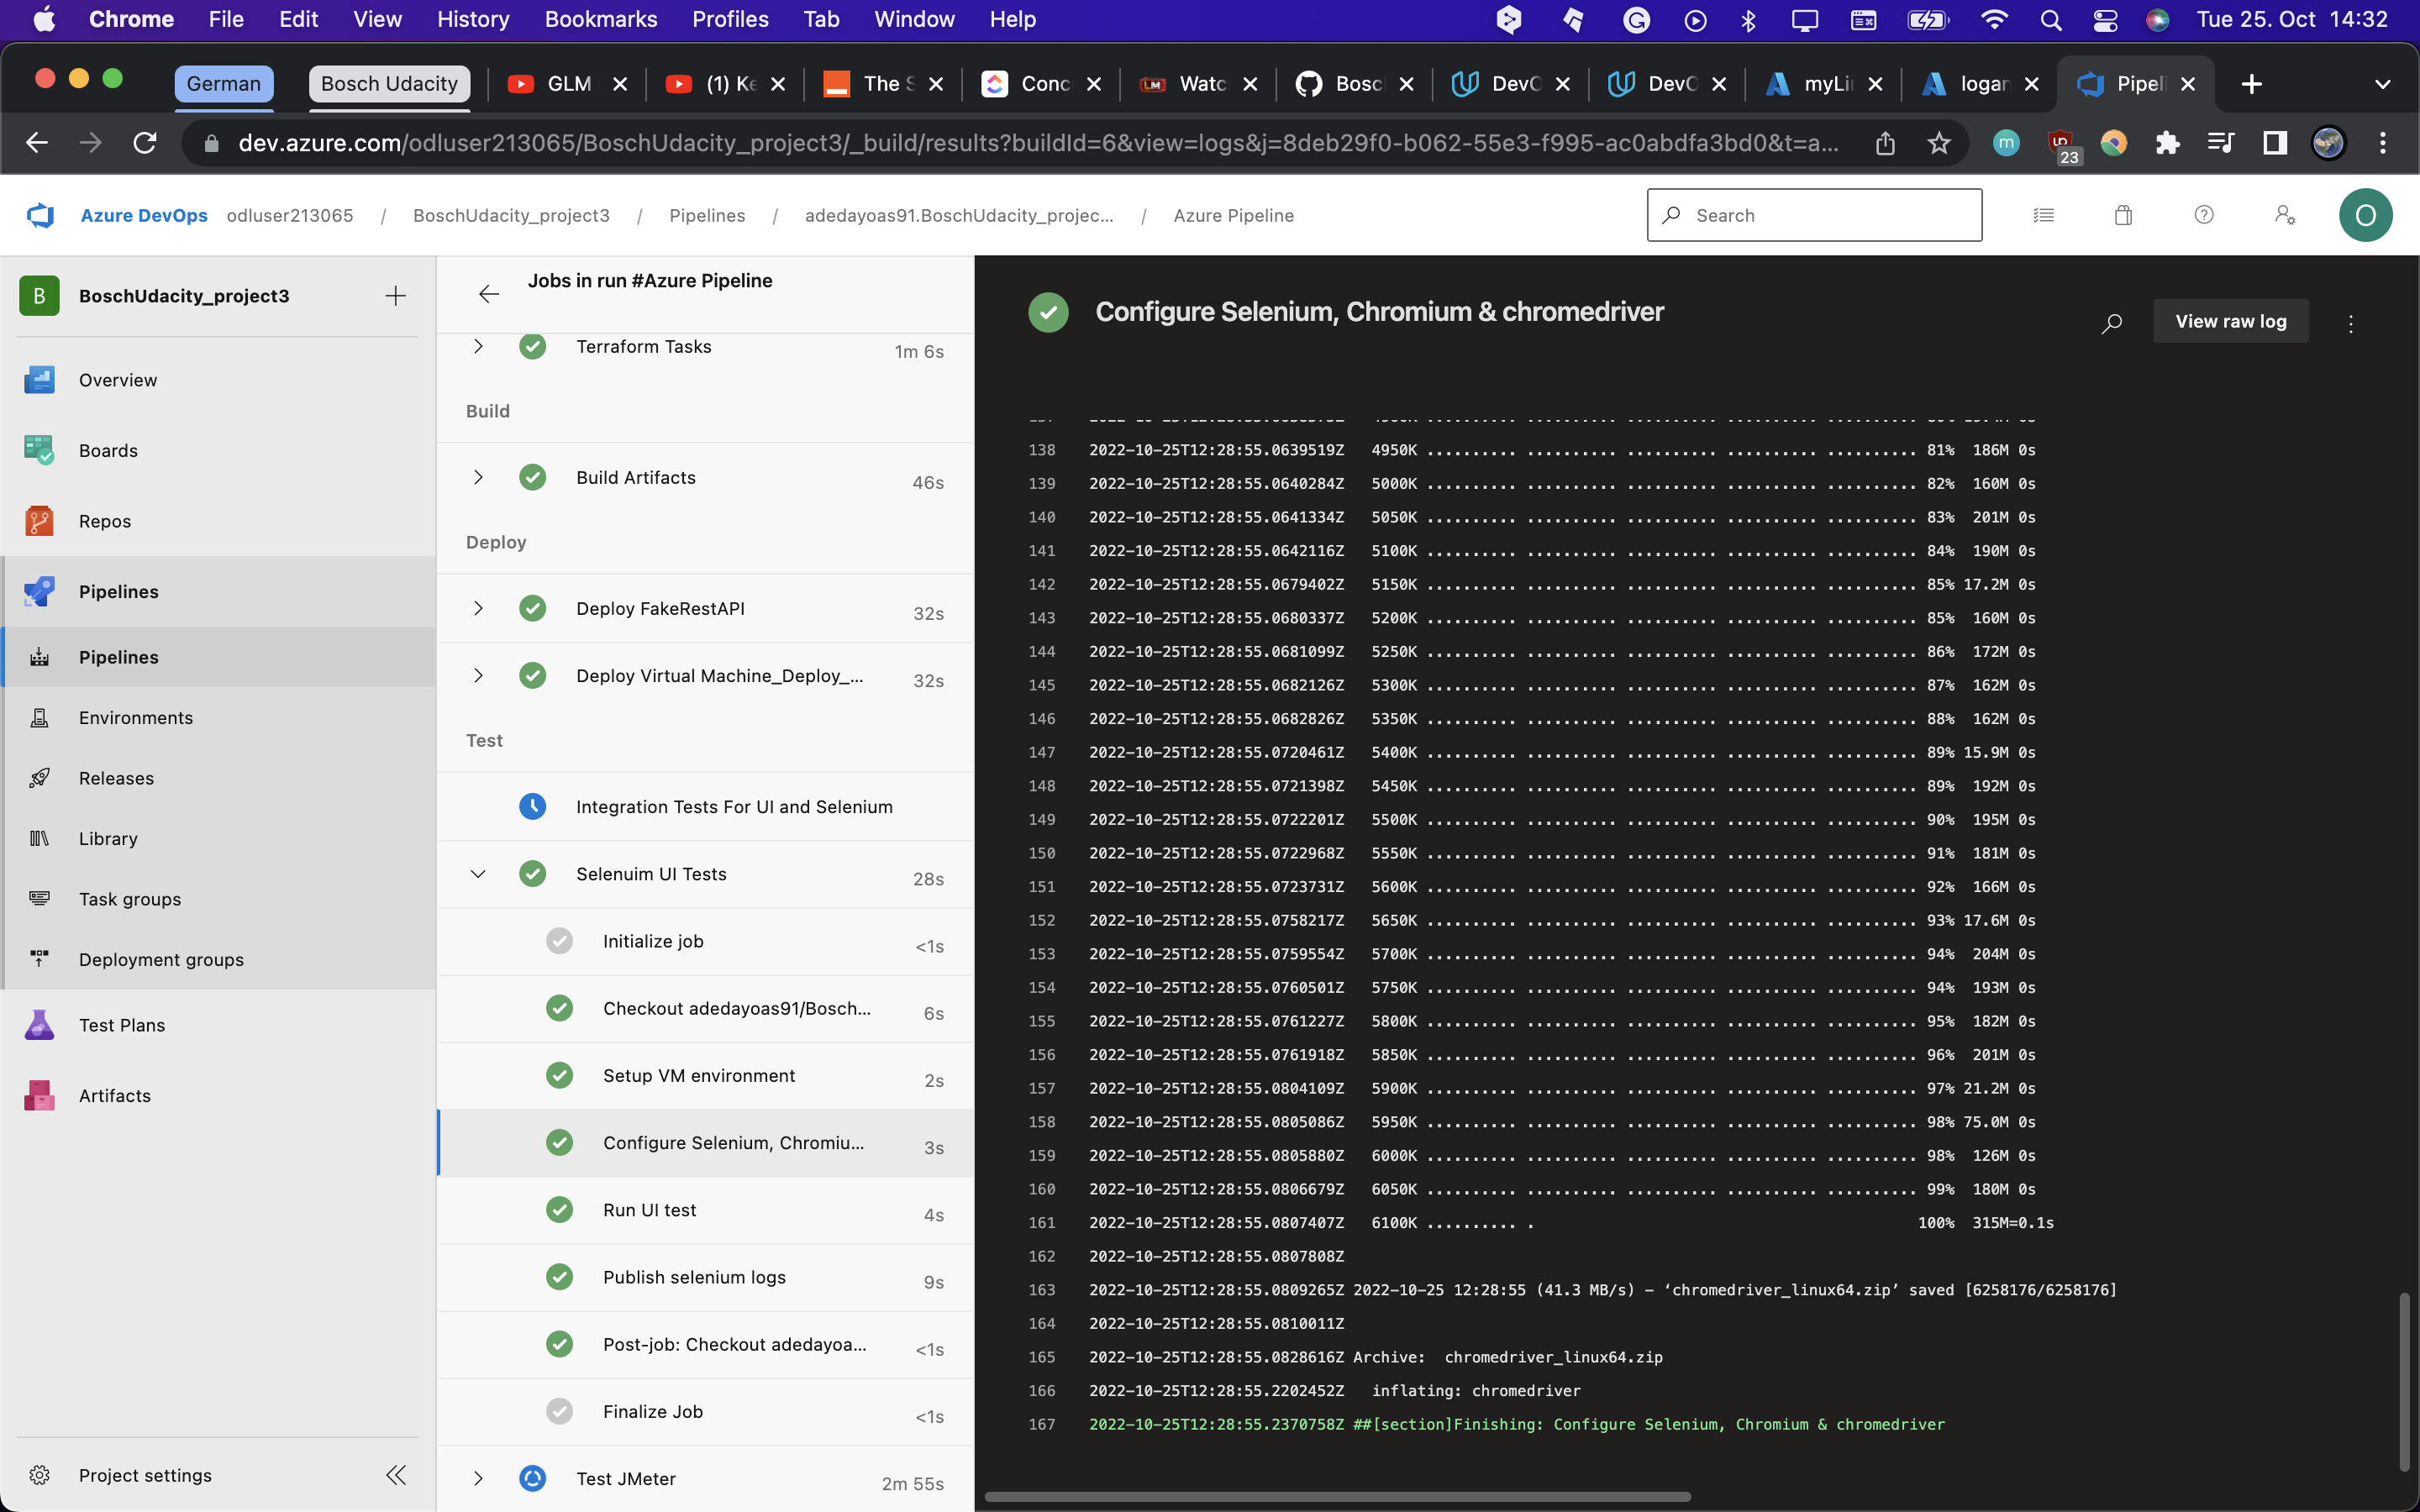 Chrome File Edit View History Bookmarks Profiles Tab Window Help Tue 25. Oct 14:32
German Bosch Udacity GLM (1) Ke The S Conc Watc Bosc DevO DevO myLi logan Pipeli
dev.azure.com/odluser213065/BoschUdacity_project3/_build/results?buildId=6&view=logs&j=8deb29f0-b062-55e3-f995-ac0abdfa3bd0&t=a... m 23
Azure DevOps odluser213065 / BoschUdacity_project3 / Pipelines / adedayoas91.BoschUdacity_projec... / Azure Pipeline Search O
B BoschUdacity_project3
Overview
Boards
Repos
Pipelines
Pipelines
Environments
Releases
Library
Task groups
Deployment groups
Test Plans
Artifacts
Project settings
Jobs in run #Azure Pipeline
Terraform Tasks 1m 6s
Build
Build Artifacts 46s
Deploy
Deploy FakeRestAPI 32s
Deploy Virtual Machine_Deploy_... 32s
Test
Integration Tests For UI and Selenium
Selenuim UI Tests 28s
Initialize job <1s
Checkout adedayoas91/Bosch... 6s
Setup VM environment 2s
Configure Selenium, Chromiu... 3s
Run UI test 4s
Publish selenium logs 9s
Post-job: Checkout adedayoa... <1s
Finalize Job <1s
Test JMeter 2m 55s
Configure Selenium, Chromium & chromedriver View raw log
138 2022-10-25T12:28:55.0639519Z 4950K .......... .......... .......... .......... .......... 81% 186M 0s
139 2022-10-25T12:28:55.0640284Z 5000K .......... .......... .......... .......... .......... 82% 160M 0s
140 2022-10-25T12:28:55.0641334Z 5050K .......... .......... .......... .......... .......... 83% 201M 0s
141 2022-10-25T12:28:55.0642116Z 5100K .......... .......... .......... .......... .......... 84% 190M 0s
142 2022-10-25T12:28:55.0679402Z 5150K .......... .......... .......... .......... .......... 85% 17.2M 0s
143 2022-10-25T12:28:55.0680337Z 5200K .......... .......... .......... .......... .......... 85% 160M 0s
144 2022-10-25T12:28:55.0681099Z 5250K .......... .......... .......... .......... .......... 86% 172M 0s
145 2022-10-25T12:28:55.0682126Z 5300K .......... .......... .......... .......... .......... 87% 162M 0s
146 2022-10-25T12:28:55.0682826Z 5350K .......... .......... .......... .......... .......... 88% 162M 0s
147 2022-10-25T12:28:55.0720461Z 5400K .......... .......... .......... .......... .......... 89% 15.9M 0s
148 2022-10-25T12:28:55.0721398Z 5450K .......... .......... .......... .......... .......... 89% 192M 0s
149 2022-10-25T12:28:55.0722201Z 5500K .......... .......... .......... .......... .......... 90% 195M 0s
150 2022-10-25T12:28:55.0722968Z 5550K .......... .......... .......... .......... .......... 91% 181M 0s
151 2022-10-25T12:28:55.0723731Z 5600K .......... .......... .......... .......... .......... 92% 166M 0s
152 2022-10-25T12:28:55.0758217Z 5650K .......... .......... .......... .......... .......... 93% 17.6M 0s
153 2022-10-25T12:28:55.0759554Z 5700K .......... .......... .......... .......... .......... 94% 204M 0s
154 2022-10-25T12:28:55.0760501Z 5750K .......... .......... .......... .......... .......... 94% 193M 0s
155 2022-10-25T12:28:55.0761227Z 5800K .......... .......... .......... .......... .......... 95% 182M 0s
156 2022-10-25T12:28:55.0761918Z 5850K .......... .......... .......... .......... .......... 96% 201M 0s
157 2022-10-25T12:28:55.0804109Z 5900K .......... .......... .......... .......... .......... 97% 21.2M 0s
158 2022-10-25T12:28:55.0805086Z 5950K .......... .......... .......... .......... .......... 98% 75.0M 0s
159 2022-10-25T12:28:55.0805880Z 6000K .......... .......... .......... .......... .......... 98% 126M 0s
160 2022-10-25T12:28:55.0806679Z 6050K .......... .......... .......... .......... .......... 99% 180M 0s
161 2022-10-25T12:28:55.0807407Z 6100K .......... . 100% 315M=0.1s
162 2022-10-25T12:28:55.0807808Z
163 2022-10-25T12:28:55.0809265Z 2022-10-25 12:28:55 (41.3 MB/s) - ‘chromedriver_linux64.zip’ saved [6258176/6258176]
164 2022-10-25T12:28:55.0810011Z
165 2022-10-25T12:28:55.0828616Z Archive: chromedriver_linux64.zip
166 2022-10-25T12:28:55.2202452Z inflating: chromedriver
167 2022-10-25T12:28:55.2370758Z ##[section]Finishing: Configure Selenium, Chromium & chromedriver